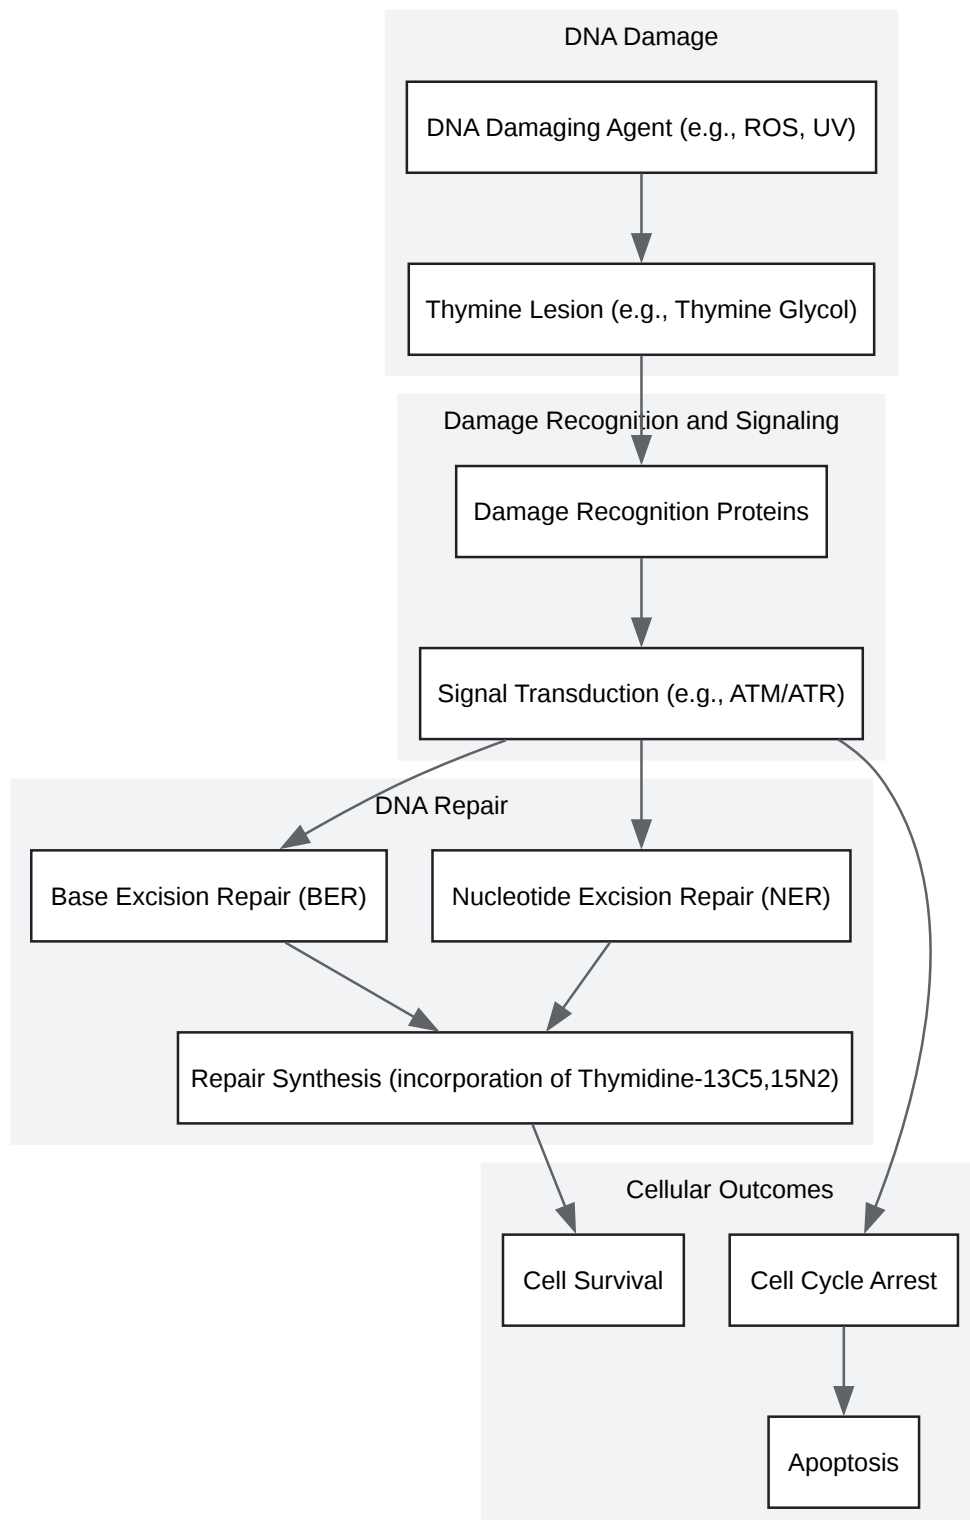 DNA Damage
DNA Damaging Agent (e.g., ROS, UV)
Thymine Lesion (e.g., Thymine Glycol)
Damage Recognition and Signaling
Damage Recognition Proteins
Signal Transduction (e.g., ATM/ATR)
DNA Repair
Base Excision Repair (BER)
Nucleotide Excision Repair (NER)
Repair Synthesis (incorporation of Thymidine-13C5,15N2)
Cellular Outcomes
Cell Survival
Cell Cycle Arrest
Apoptosis